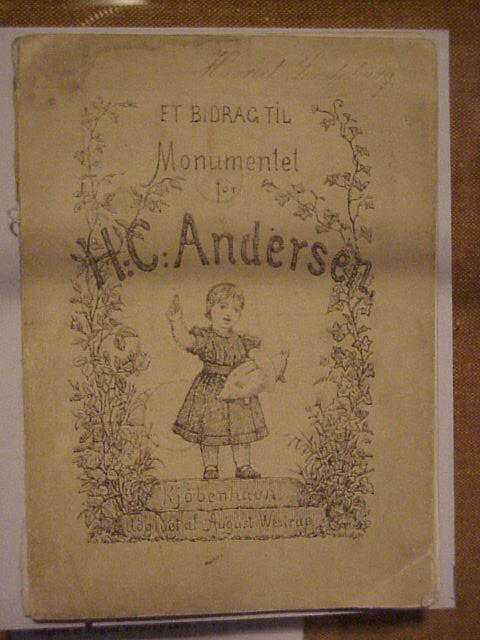 ET BIDRAG TIL
Monumentet
for
H: C: Andersen
Kjöbenhavn.
Udgivet af August Westrup